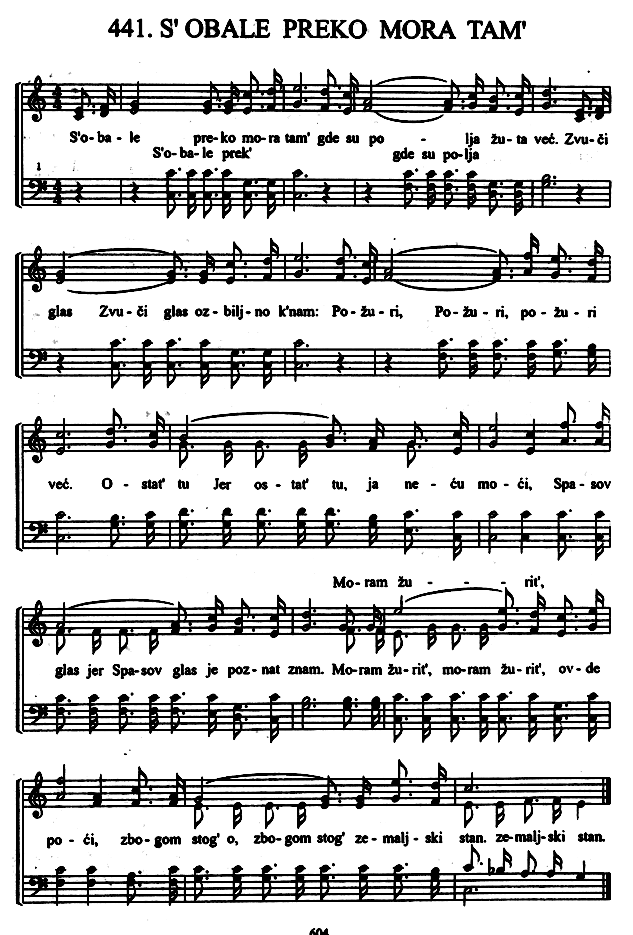 441. S' OBALE PREKO MORA TAM'
S'o-ba-le pre-ko mo-ra tam' gde su po - lja žu-ta već. Zvu-či
S'o-ba-le prek' gde su po-lja
1
glas Zvu-či glas oz-bilj-no k'nam: Po-žu-ri, Po-žu-ri, po-žu-ri
već. O-stat' tu Jer os-tat' tu, ja ne-ću mo-ći, Spa-sov
Mo-ram žu - - - rit',
glas jer Spa-sov glas je poz-nat znam. Mo-ram žu-rit', mo-ram žu-rit', ov-de
po-ći, zbo-gom stog' o, zbo-gom stog' ze-malj-ski stan. ze-malj-ski stan.
604